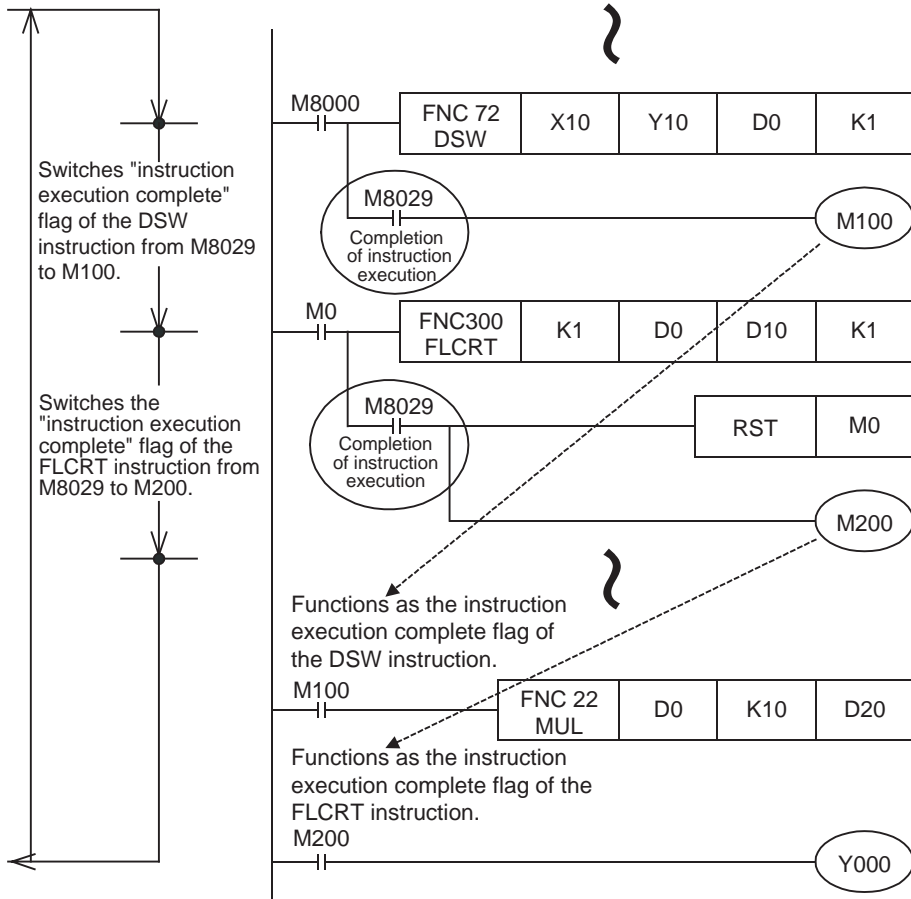 M8000
FNC 72
DSW
X10
Y10
D0
K1
Switches "instruction
execution complete"
flag of the DSW
instruction from M8029
to M100.
M8029
Completion
of instruction
execution
M100
M0
FNC300
FLCRT
K1
D0
D10
K1
Switches the
"instruction execution
complete" flag of the
FLCRT instruction from
M8029 to M200.
M8029
Completion
of instruction
execution
RST
M0
M200
Functions as the instruction
execution complete flag of
the DSW instruction.
M100
FNC 22
MUL
D0
K10
D20
Functions as the instruction
execution complete flag of the
FLCRT instruction.
M200
Y000